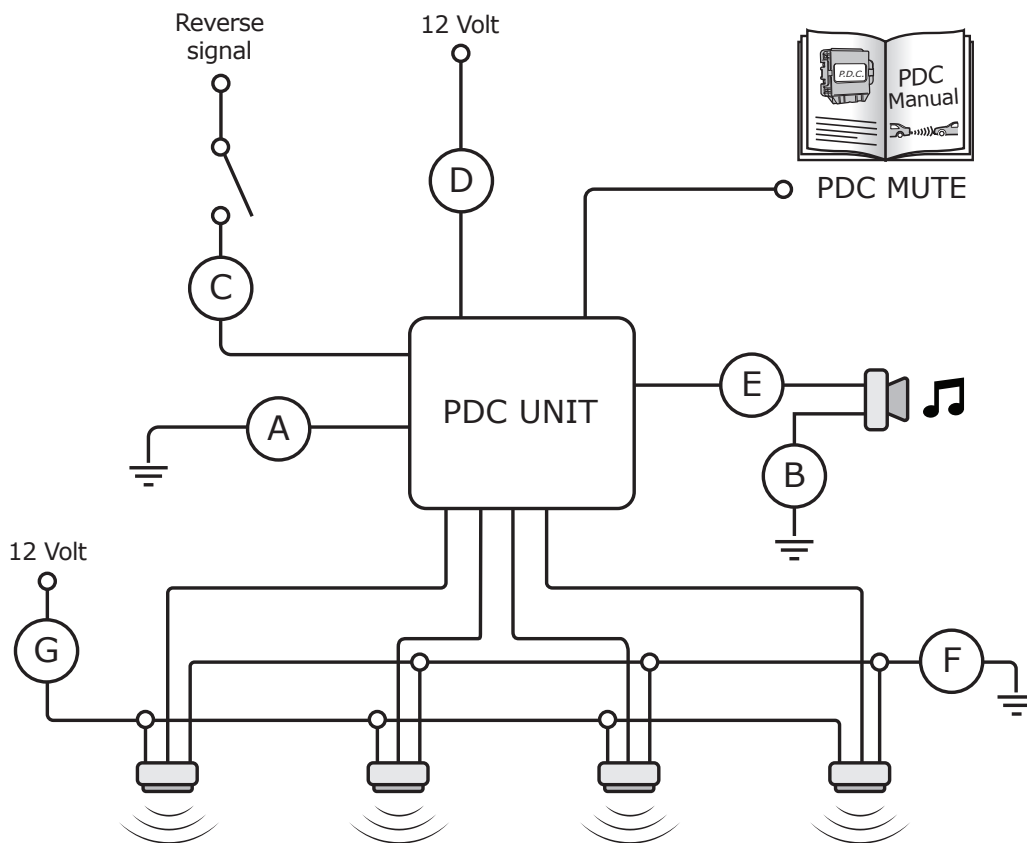 Reverse
signal
12 Volt
P.D.C.
PDC
Manual
PDC MUTE
D
C
E
A
PDC UNIT
B
12 Volt
G
F